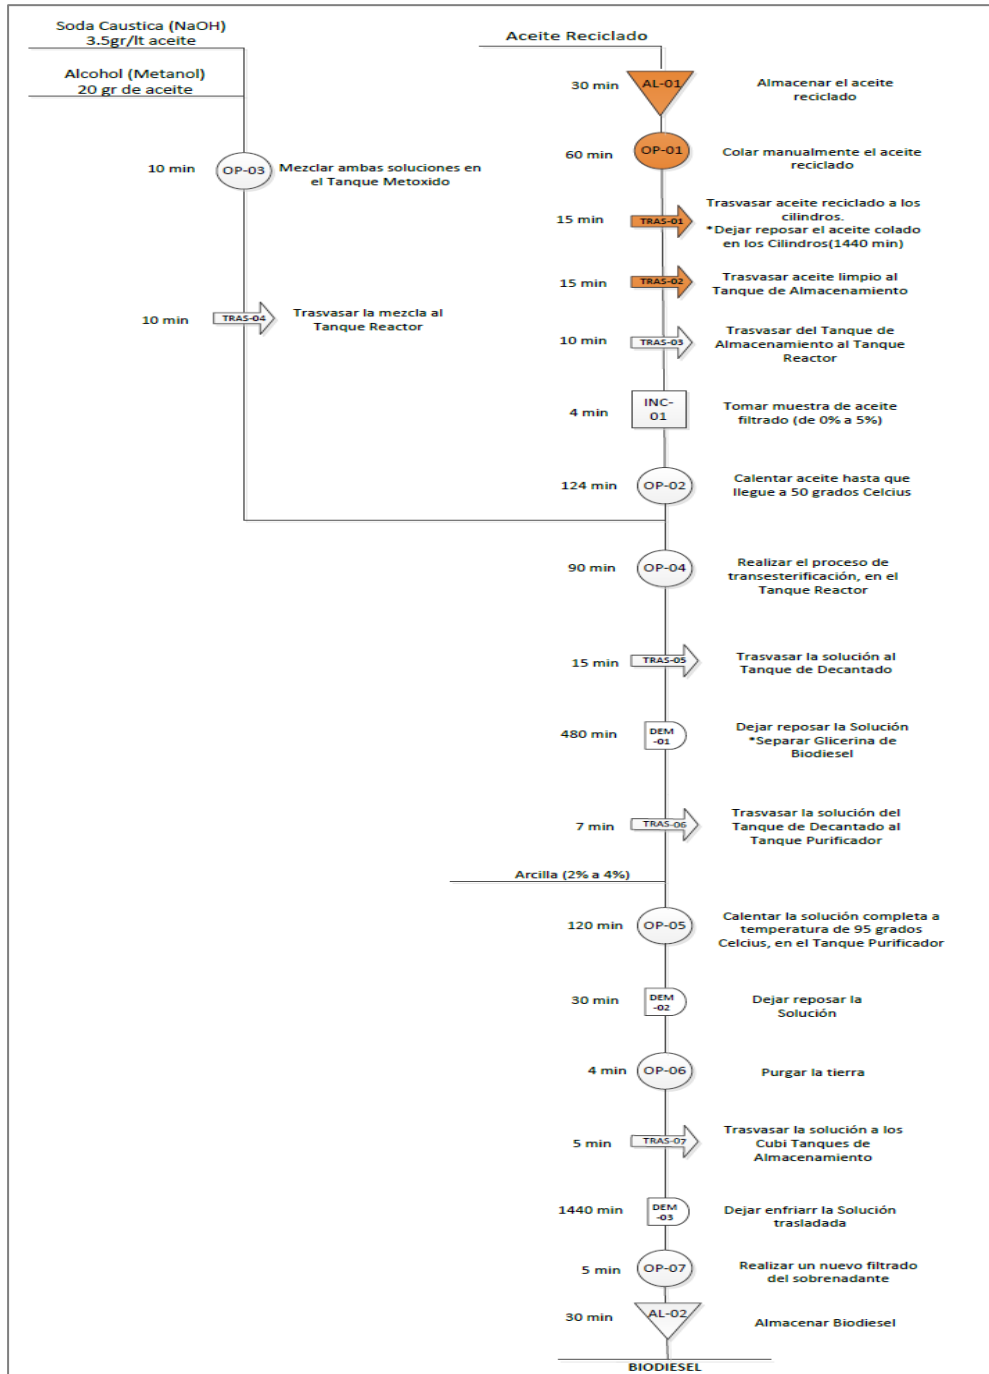 Soda Caustica (NaOH)
3.5gr/lt aceite
Alcohol (Metanol)
20 gr de aceite
10 min
OP-03
Mezclar ambas soluciones en
el Tanque Metoxido
10 min
TRAS-04
Trasvasar la mezcla al
Tanque Reactor
Aceite Reciclado
30 min
AL-01
Almacenar el aceite
reciclado
60 min
OP-01
Colar manualmente el aceite
reciclado
15 min
TRAS-01
Trasvasar aceite reciclado a los
cilindros.
*Dejar reposar el aceite colado
en los Cilindros(1440 min)
15 min
TRAS-02
Trasvasar aceite limpio al
Tanque de Almacenamiento
10 min
TRAS-03
Trasvasar del Tanque de
Almacenamiento al Tanque
Reactor
4 min
INC-
01
Tomar muestra de aceite
filtrado (de 0% a 5%)
124 min
OP-02
Calentar aceite hasta que
llegue a 50 grados Celcius
90 min
OP-04
Realizar el proceso de
transesterificación, en el
Tanque Reactor
15 min
TRAS-05
Trasvasar la solución al
Tanque de Decantado
480 min
DEM
-01
Dejar reposar la Solución
*Separar Glicerina de
Biodiesel
7 min
TRAS-06
Trasvasar la solución del
Tanque de Decantado al
Tanque Purificador
Arcilla (2% a 4%)
120 min
OP-05
Calentar la solución completa a
temperatura de 95 grados
Celcius, en el Tanque Purificador
30 min
DEM
-02
Dejar reposar la
Solución
4 min
OP-06
Purgar la tierra
5 min
TRAS-07
Trasvasar la solución a los
Cubi Tanques de
Almacenamiento
1440 min
DEM
-03
Dejar enfriarr la Solución
trasladada
5 min
OP-07
Realizar un nuevo filtrado
del sobrenadante
30 min
AL-02
Almacenar Biodiesel
BIODIESEL